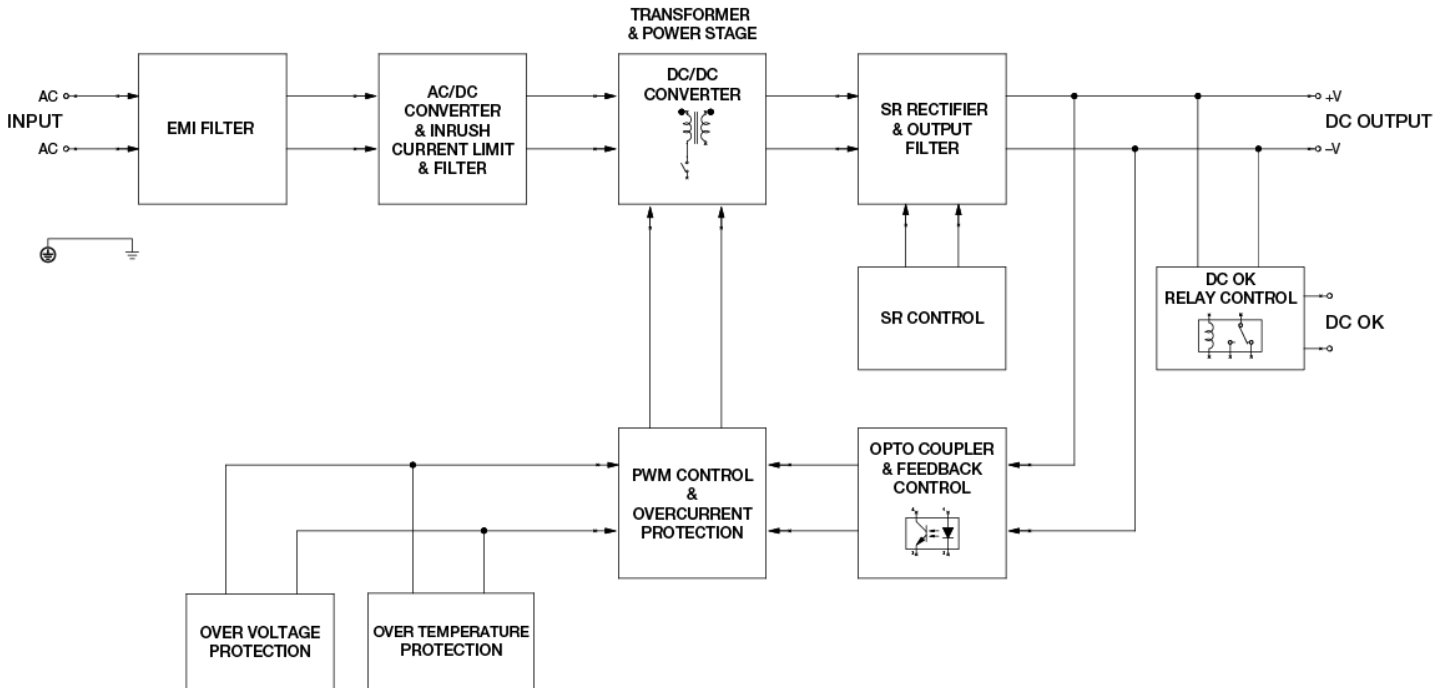 TRANSFORMER
& POWER STAGE
AC
INPUT
AC
EMI FILTER
AC/DC
CONVERTER
& INRUSH
CURRENT LIMIT
& FILTER
DC/DC
CONVERTER
SR RECTIFIER
& OUTPUT
FILTER
+V
DC OUTPUT
–V
SR CONTROL
DC OK
RELAY CONTROL
DC OK
PWM CONTROL
&
OVERCURRENT
PROTECTION
OPTO COUPLER
& FEEDBACK
CONTROL
OVER VOLTAGE
PROTECTION
OVER TEMPERATURE
PROTECTION